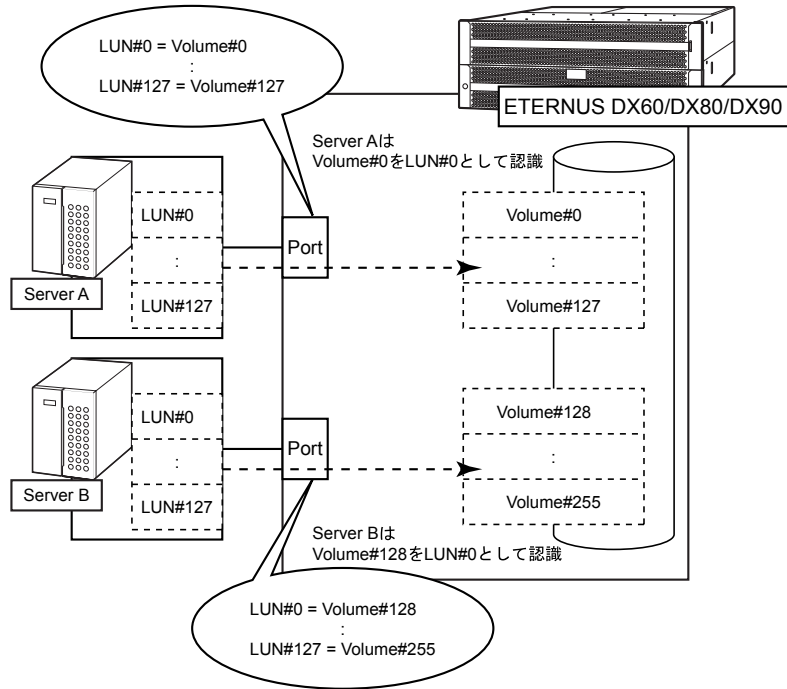 LUN#0 = Volume#0
:
LUN#127 = Volume#127
ETERNUS DX60/DX80/DX90
Server Aは
Volume#0をLUN#0として認識
LUN#0
:
LUN#127
Server A
Port
Volume#0
:
Volume#127
LUN#0
:
LUN#127
Server B
Port
Volume#128
:
Volume#255
Server Bは
Volume#128をLUN#0として認識
LUN#0 = Volume#128
:
LUN#127 = Volume#255